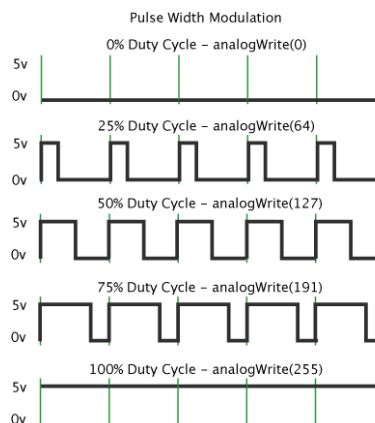 Pulse Width Modulation
0% Duty Cycle - analogWrite(0)
5v
0v
25% Duty Cycle - analogWrite(64)
5v
0v
50% Duty Cycle - analogWrite(127)
5v
0v
75% Duty Cycle - analogWrite(191)
5v
0v
100% Duty Cycle - analogWrite(255)
5v
0v